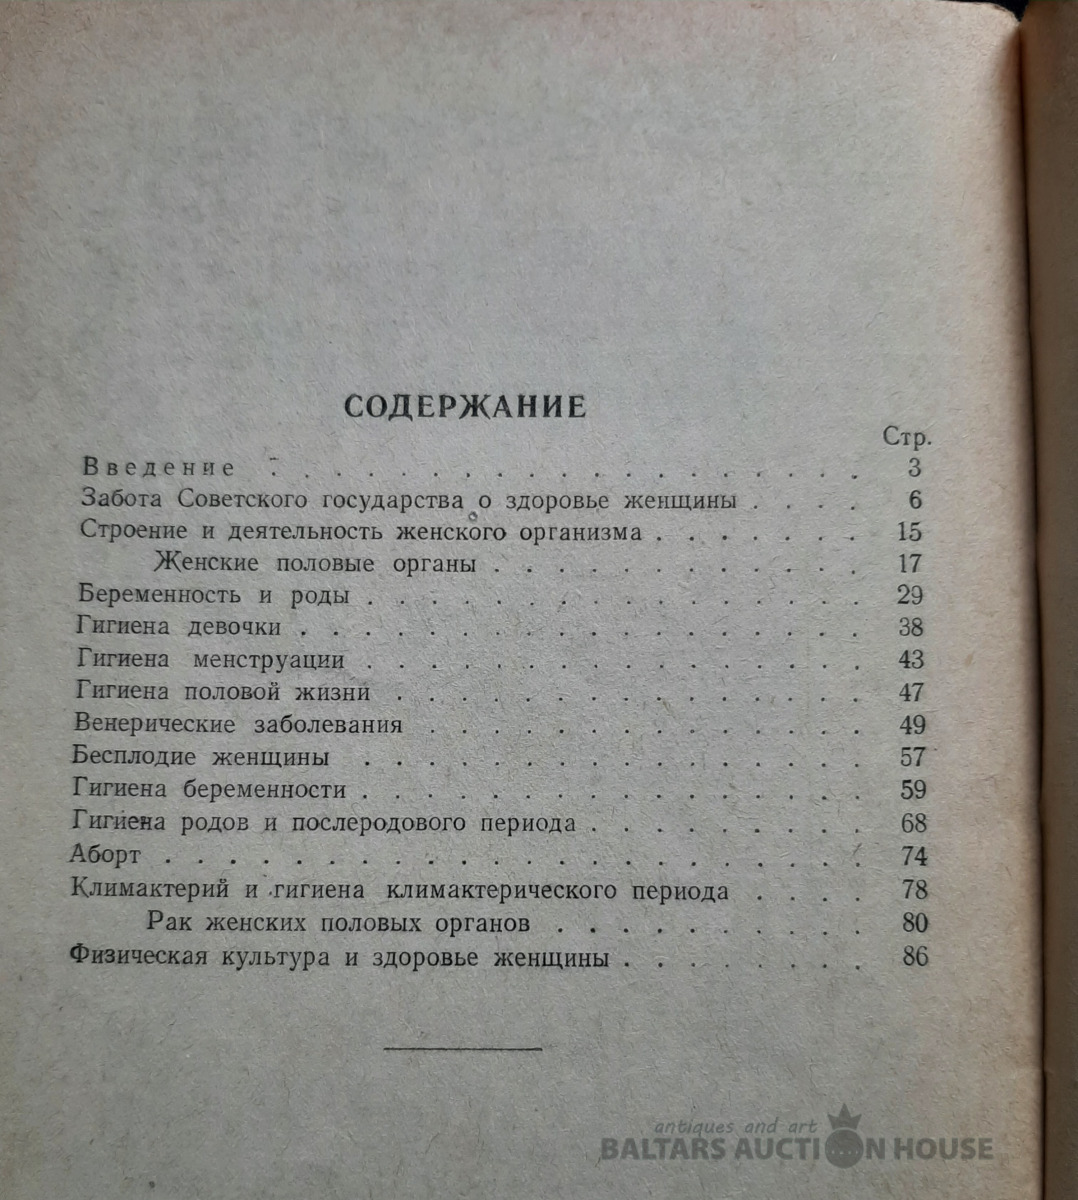 СОДЕРЖАНИЕ
Стр.
Введение . . . . . . . . . . . . . . . . . . 3
Забота Советского государства о здоровье женщины . . . . 6
Строение и деятельность женского организма . . . . . . . 15
Женские половые органы . . . . . . . . . . . . 17
Беременность и роды . . . . . . . . . . . . . . . . 29
Гигиена девочки . . . . . . . . . . . . . . . . . . 38
Гигиена менструации . . . . . . . . . . . . . . . . 43
Гигиена половой жизни . . . . . . . . . . . . . . . 47
Венерические заболевания . . . . . . . . . . . . . . 49
Бесплодие женщины . . . . . . . . . . . . . . . . 57
Гигиена беременности . . . . . . . . . . . . . . . . 59
Гигиена родов и послеродового периода . . . . . . . . . 68
Аборт . . . . . . . . . . . . . . . . . . . . . . 74
Климактерий и гигиена климактерического периода . . . . 78
Рак женских половых органов . . . . . . . . . . 80
Физическая культура и здоровье женщины . . . . . . . . 86
antiques and art
BALTARS AUCTION HOUSE